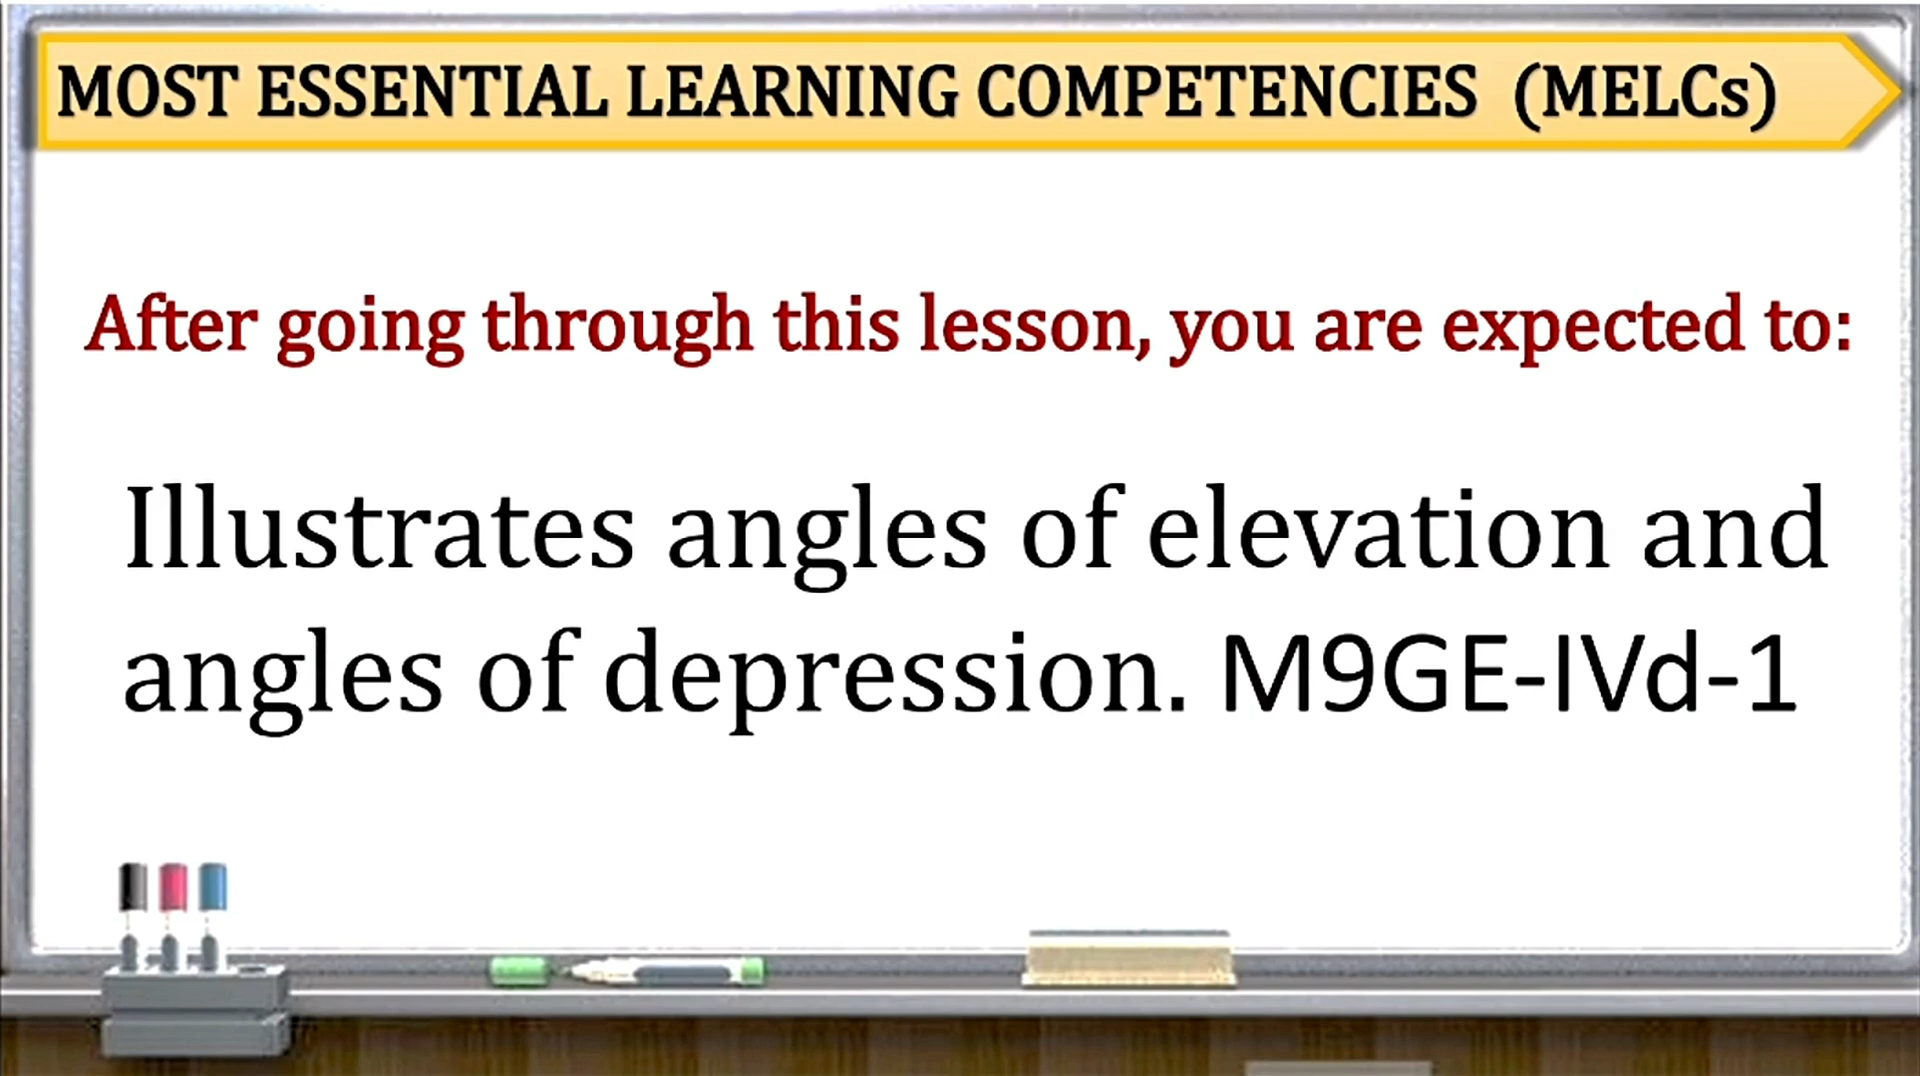 MOST ESSENTIAL LEARNING COMPETENCIES (MELCs)
After going through this lesson, you are expected to:
Illustrates angles of elevation and
angles of depression. M9GE-IVd-1